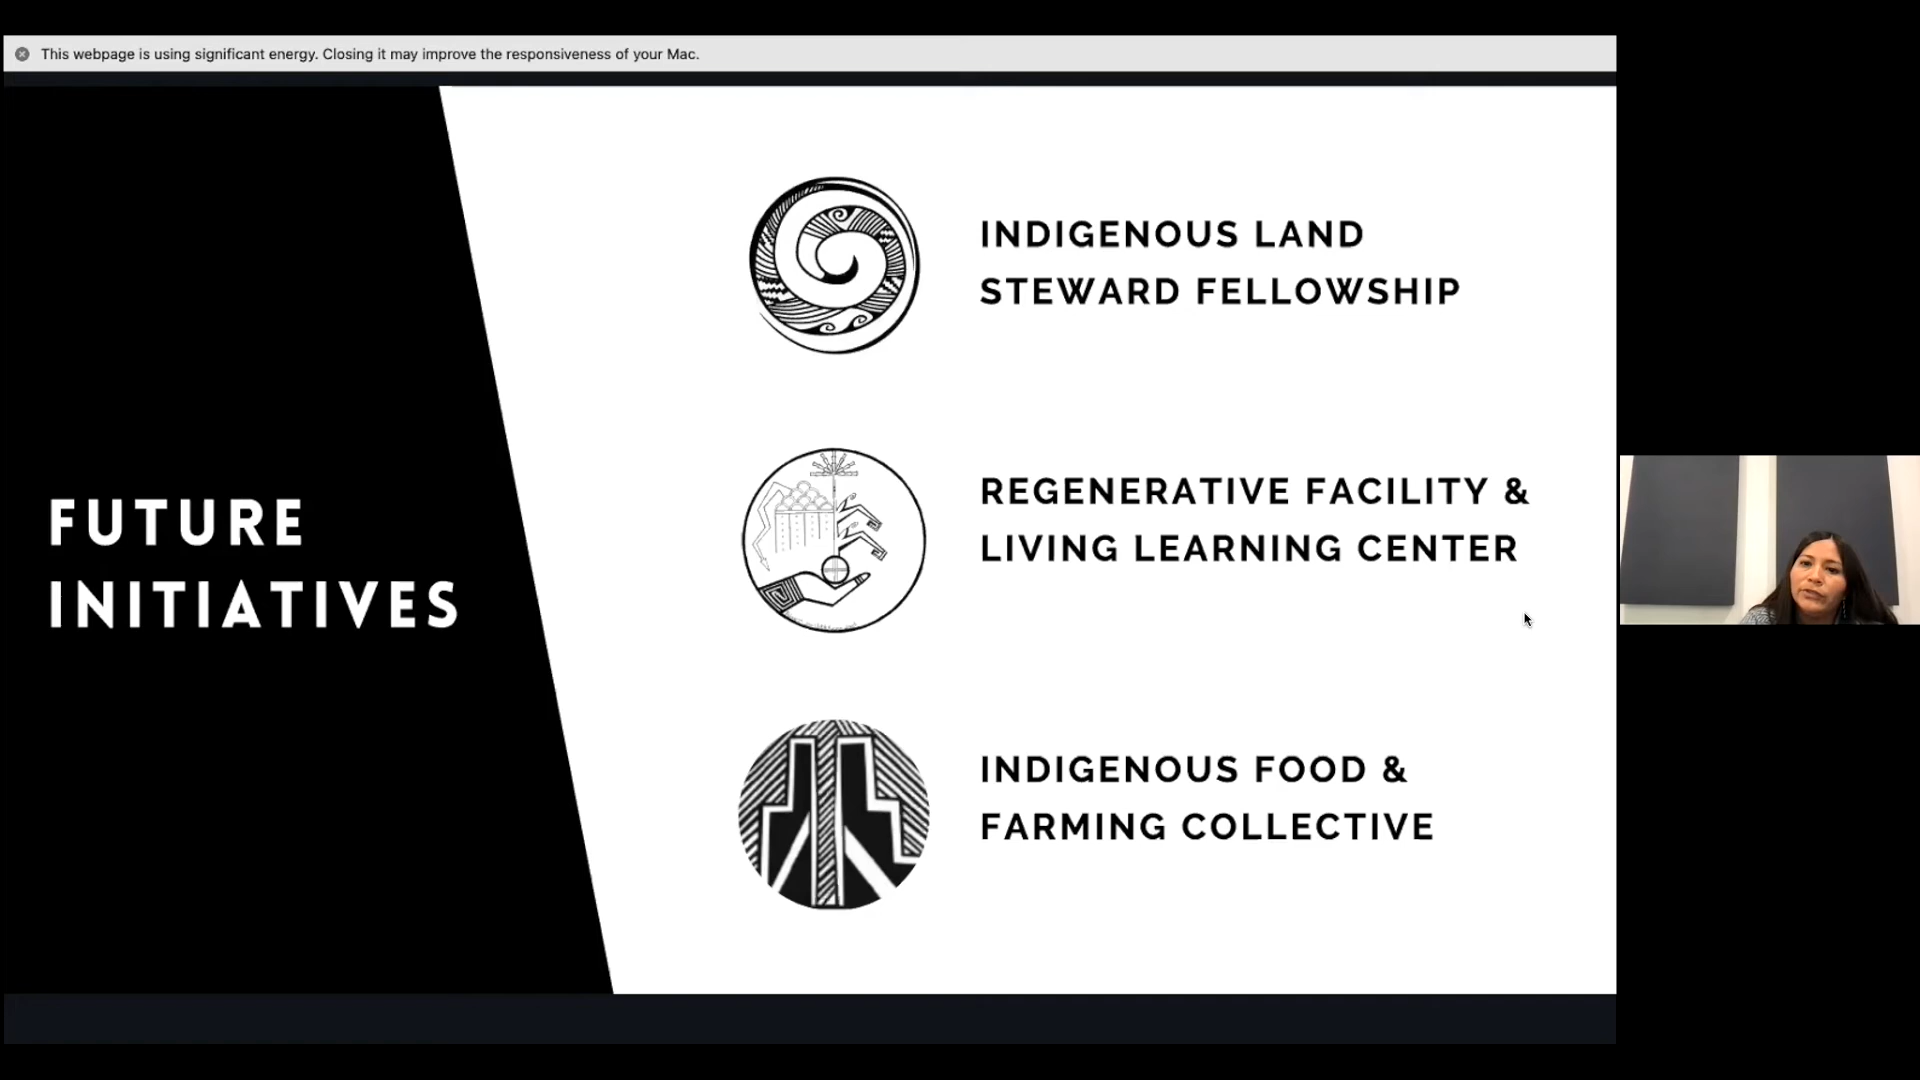 This webpage is using significant energy. Closing it may improve the responsiveness of your Mac.
FUTURE
INITIATIVES
INDIGENOUS LAND
STEWARD FELLOWSHIP
REGENERATIVE FACILITY &
LIVING LEARNING CENTER
INDIGENOUS FOOD &
FARMING COLLECTIVE